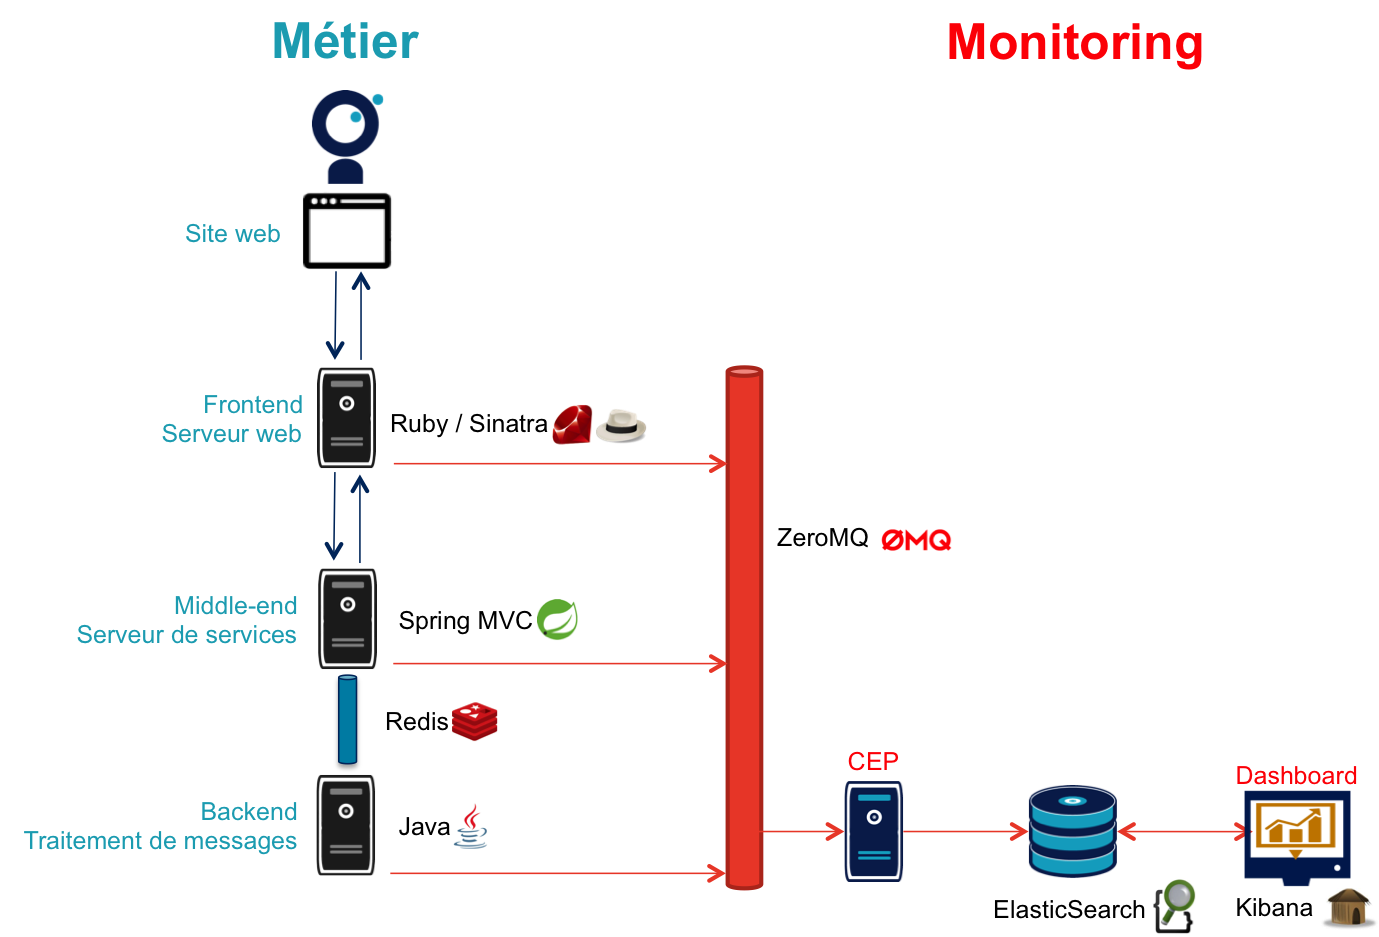 Métier
Monitoring
Site web
Frontend
Serveur web
Ruby / Sinatra
ZeroMQ ØMQ
Middle-end
Serveur de services
Spring MVC
Redis
CEP
Dashboard
Backend
Traitement de messages
Java
ElasticSearch
Kibana